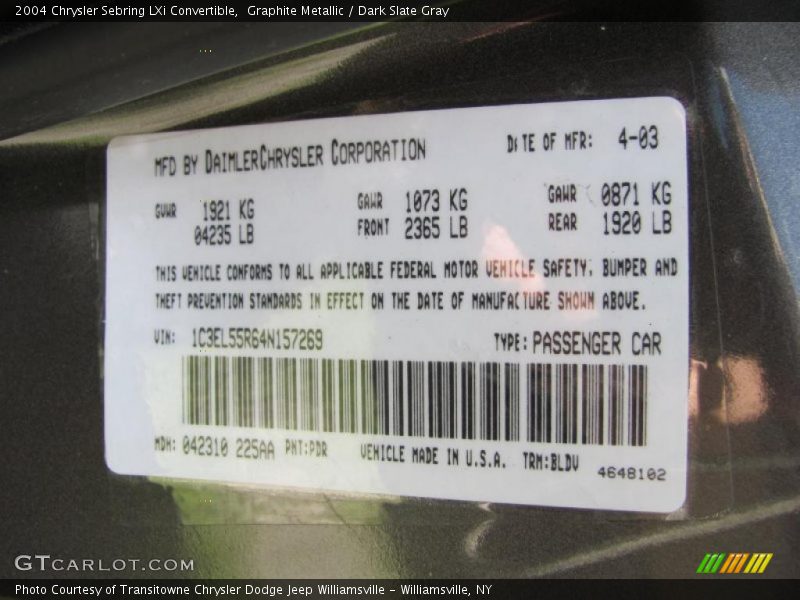 2004 Chrysler Sebring LXi Convertible,  Graphite Metallic / Dark Slate Gray
MFD BY DAIMLERCHRYSLER CORPORATION DATE OF MFR: 4-03
GVWR 1921 KG GAWR 1073 KG GAWR 0871 KG
04235 LB FRONT 2365 LB REAR 1920 LB
THIS VEHICLE CONFORMS TO ALL APPLICABLE FEDERAL MOTOR VEHICLE SAFETY, BUMPER AND
THEFT PREVENTION STANDARDS IN EFFECT ON THE DATE OF MANUFACTURE SHOWN ABOVE.
VIN: 1C3EL55R64N157269 TYPE: PASSENGER CAR
MDH: 042310 225AA PNT:PDR VEHICLE MADE IN U.S.A. TRM:BLDV
4648102
GTCARLOT.COM
Photo Courtesy of Transitowne Chrysler Dodge Jeep Williamsville – Williamsville, NY